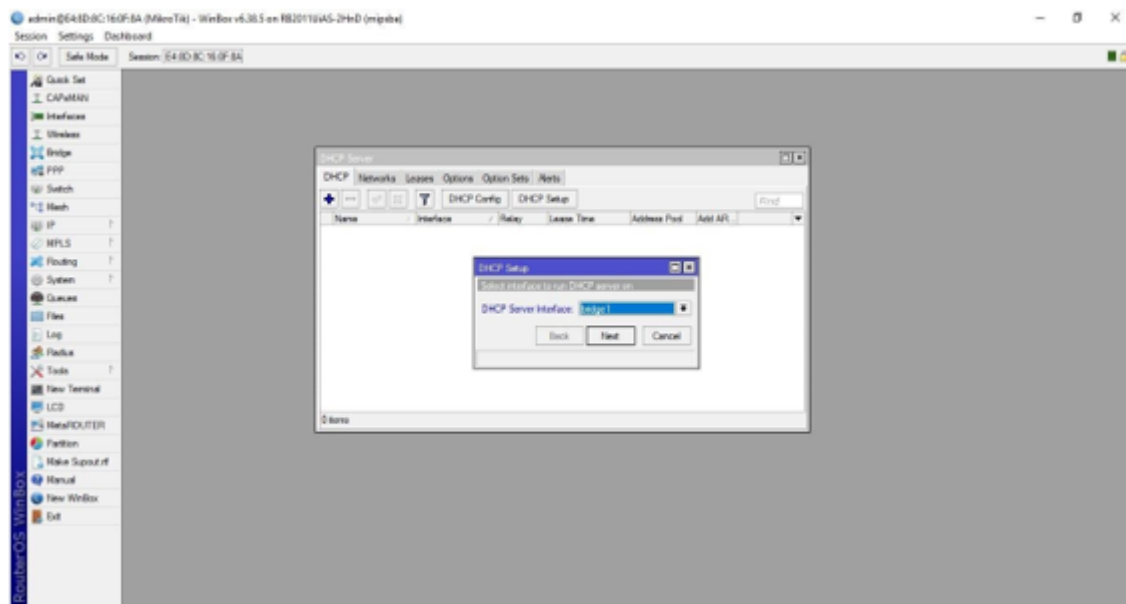 admin@E4:8D:8C:16:0F:8A (MikroTik) - WinBox v6.38.5 on RB2011UiAS-2HnD (mipsbe)
Session Settings Dashboard
Safe Mode Session: E4:8D:8C:16:0F:8A
Quick Set
CAPsMAN
Interfaces
Wireless
Bridge
PPP
Switch
Mesh
IP
MPLS
Routing
System
Queues
Files
Log
Radius
Tools
New Terminal
LCD
MetaROUTER
Partition
Make Supout.rif
Manual
New WinBox
Exit
RouterOS WinBox
DHCP Server
DHCP Networks Leases Options Option Sets Alerts
DHCP Config DHCP Setup Find
Name Interface Relay Lease Time Address Pool Add AR...
DHCP Setup
Select interface to run DHCP server on
DHCP Server Interface: bridge1
Back Next Cancel
0 items